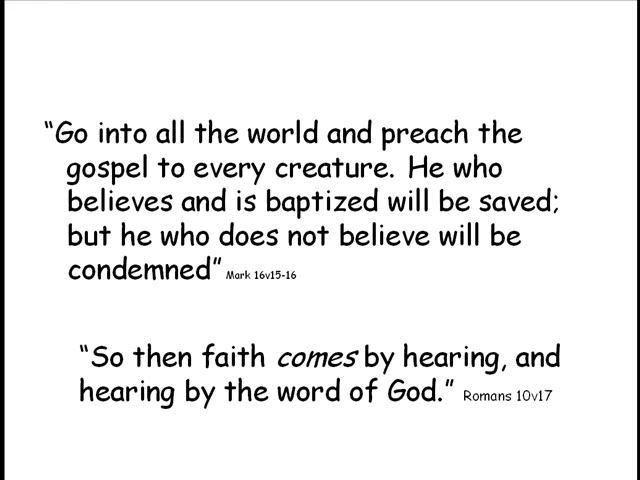 “Go into all the world and preach the
gospel to every creature. He who
believes and is baptized will be saved;
but he who does not believe will be
condemned” Mark 16v15-16
“So then faith comes by hearing, and
hearing by the word of God.” Romans 10v17